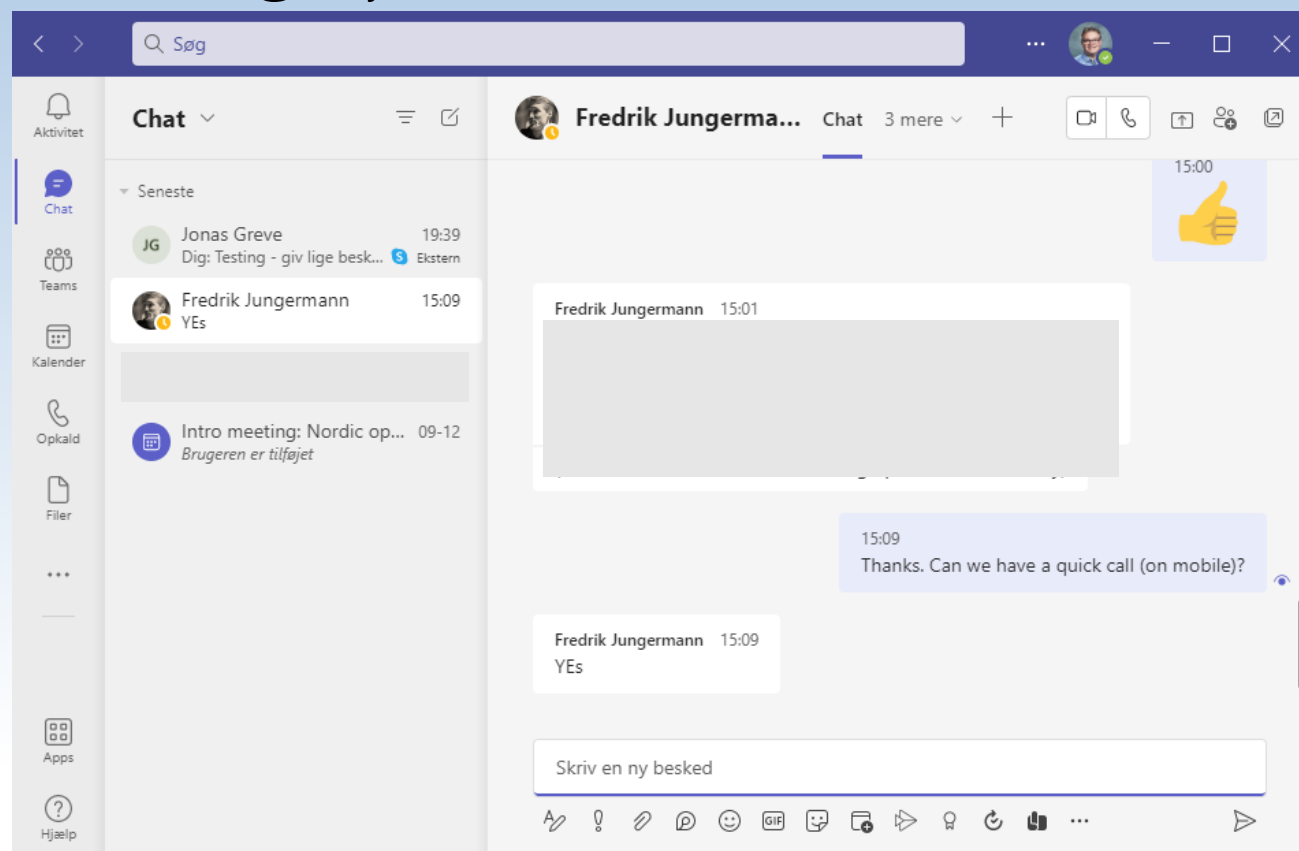 Søg
Aktivitet
Chat
Teams
Kalender
Opkald
Filer
Apps
Hjælp
Chat
Seneste
JG
Jonas Greve 19:39
Dig: Testing - giv lige besk... Ekstern
Fredrik Jungermann 15:09
YEs
Intro meeting: Nordic op... 09-12
Brugeren er tilføjet
Fredrik Jungerma... Chat 3 mere
15:00
Fredrik Jungermann 15:01
15:09
Thanks. Can we have a quick call (on mobile)?
Fredrik Jungermann 15:09
YEs
Skriv en ny besked
GIF